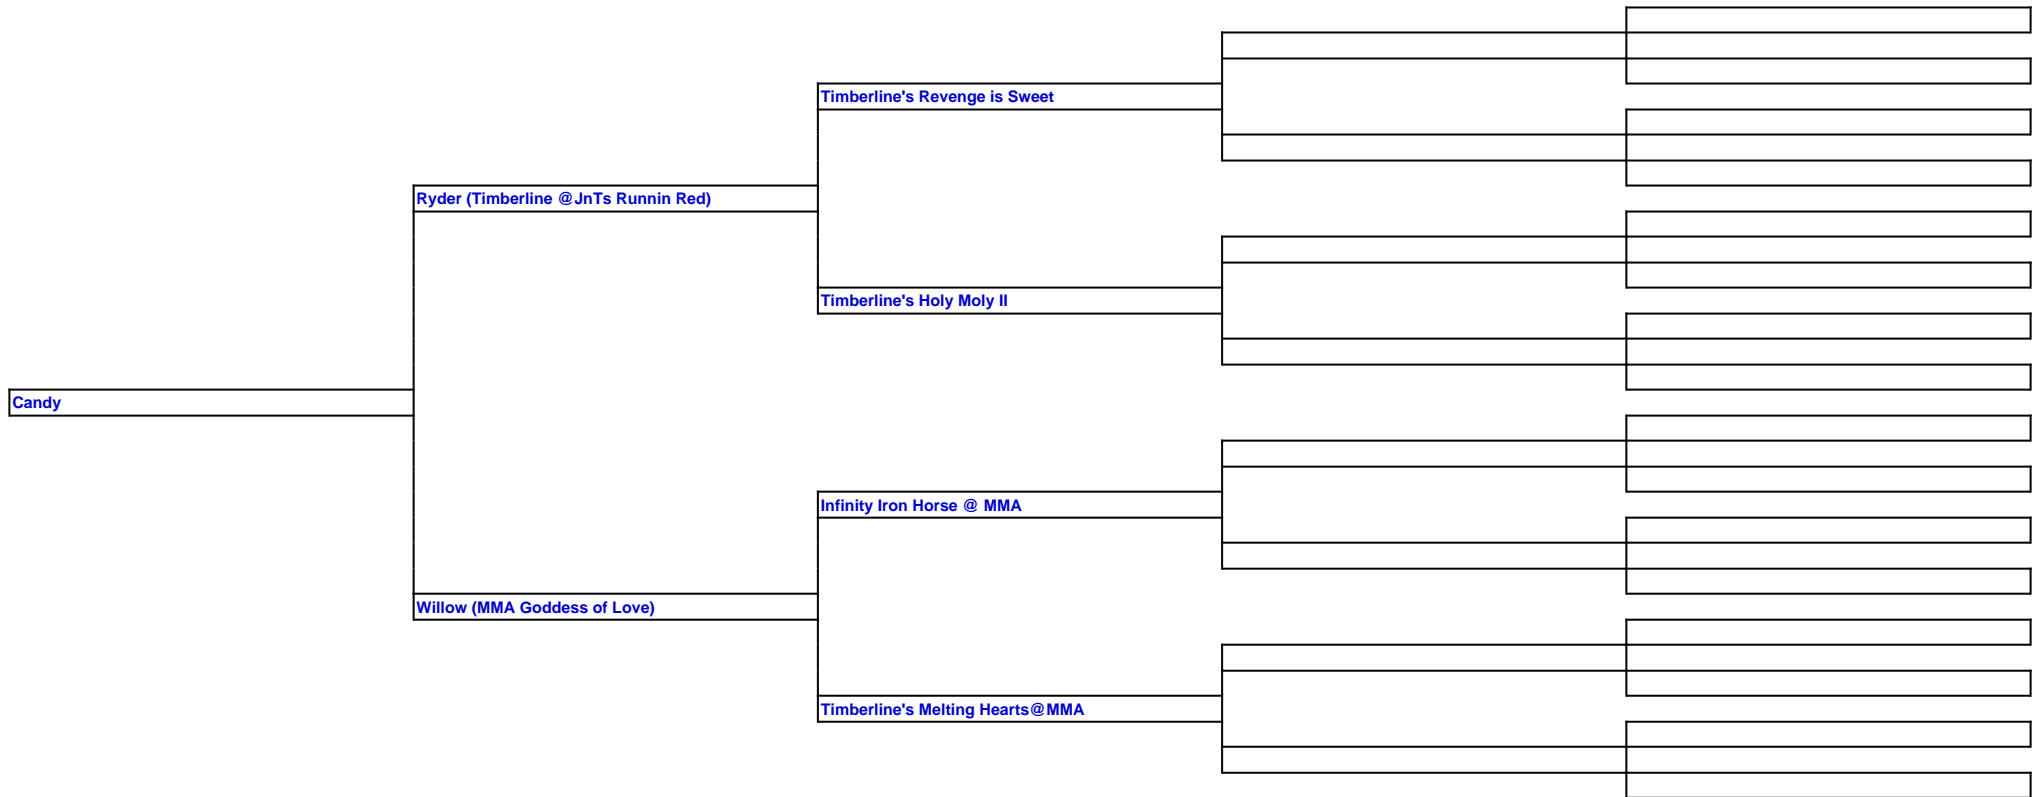 Timberline's Revenge is Sweet
Ryder (Timberline @JnTs Runnin Red)
Timberline's Holy Moly II
Candy
Infinity Iron Horse @ MMA
Willow (MMA Goddess of Love)
Timberline's Melting Hearts@MMA